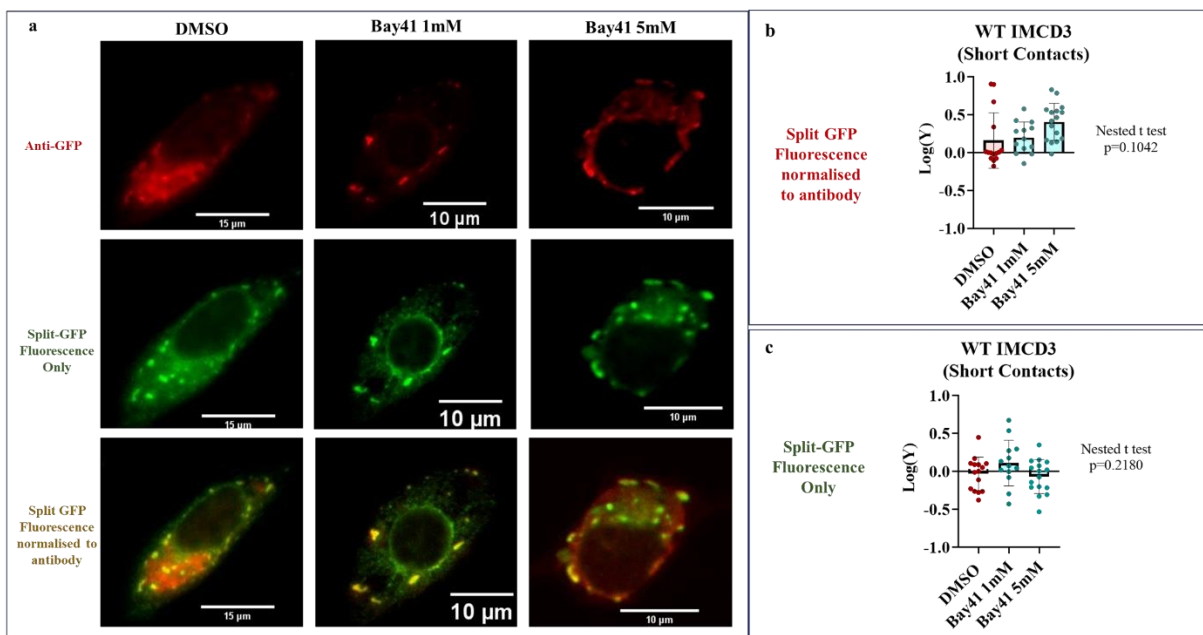 a
DMSO
Bay41 1mM
Bay41 5mM
Anti-GFP
15 μm
10 μm
10 μm
Split-GFP
Fluorescence
Only
15 μm
10 μm
10 μm
Split GFP
Fluorescence
normalised to
antibody
15 μm
10 μm
10 μm
b
WT IMCD3
(Short Contacts)
Split GFP
Fluorescence
normalised
to antibody
Log(Y)
1.0
0.5
0.0
-0.5
-1.0
DMSO
Bay41 1mM
Bay41 5mM
Nested t test
p=0.1042
c
WT IMCD3
(Short Contacts)
Split-GFP
Fluorescence
Only
Log(Y)
1.0
0.5
0.0
-0.5
-1.0
DMSO
Bay41 1mM
Bay41 5mM
Nested t test
p=0.2180